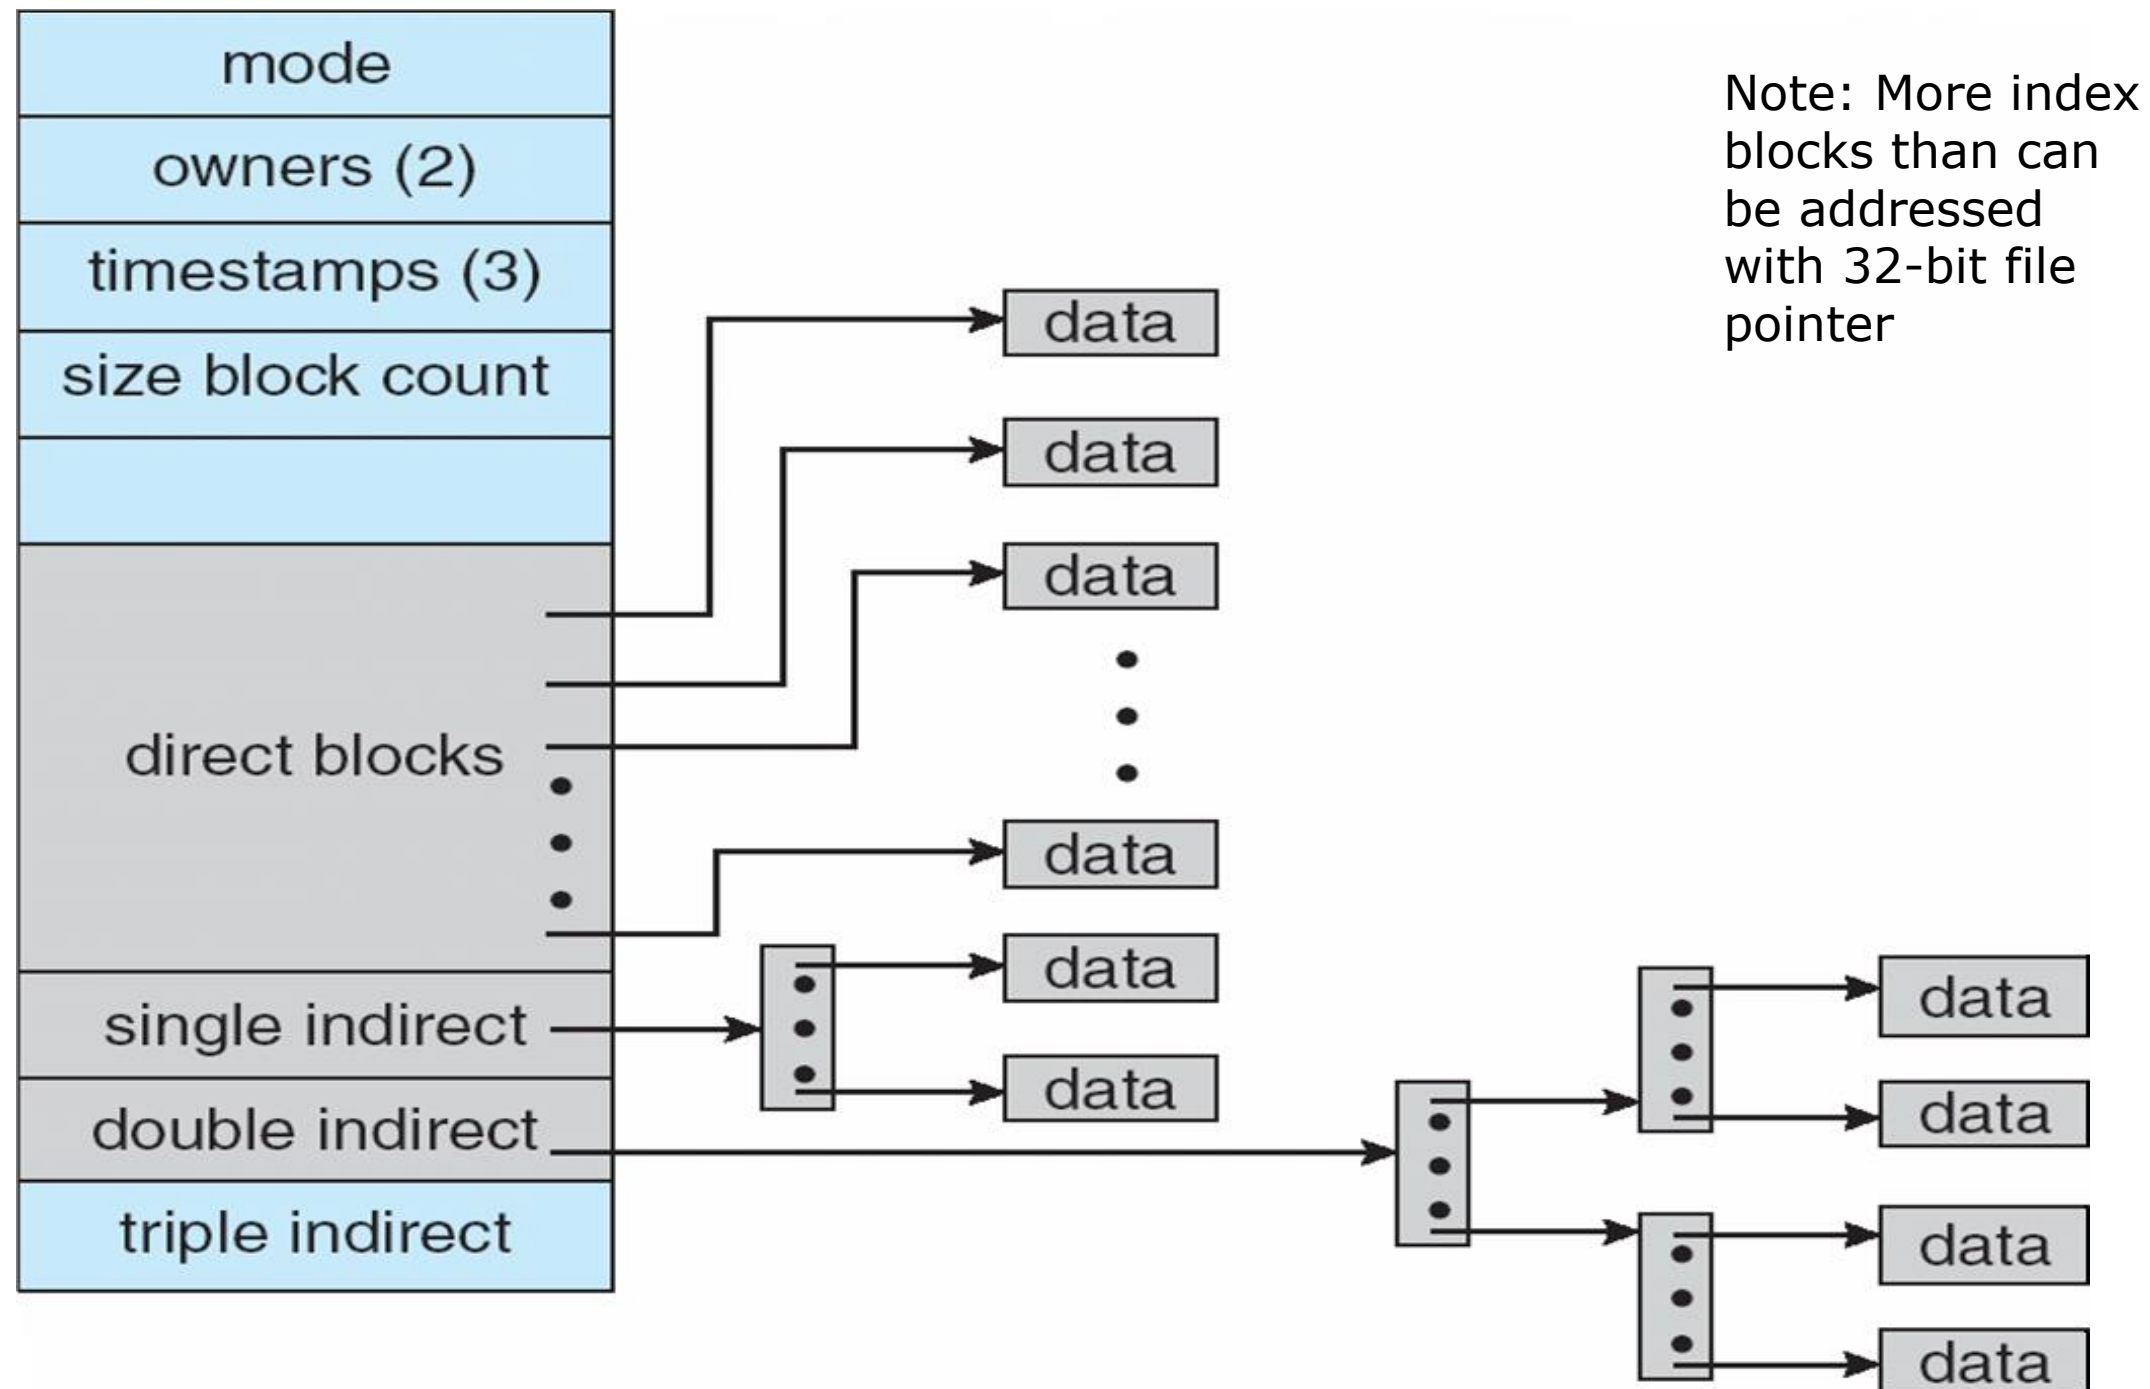 mode
owners (2)
timestamps (3)
size block count
direct blocks
single indirect
double indirect
triple indirect
data
data
data
data
data
data
data
data
data
data
Note: More index
blocks than can
be addressed
with 32-bit file
pointer